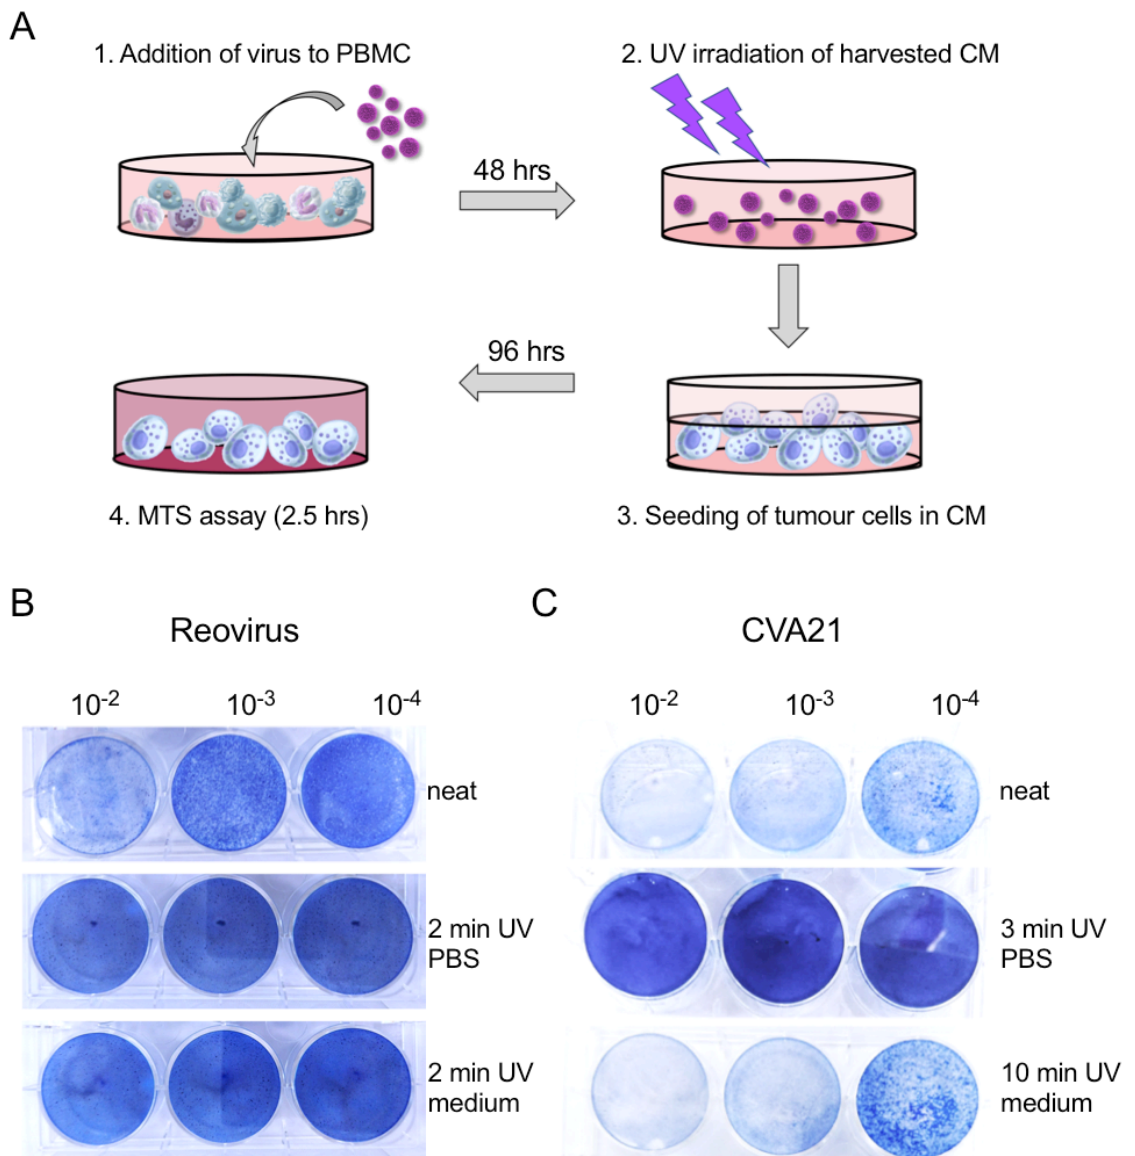 A
1. Addition of virus to PBMC
2. UV irradiation of harvested CM
48 hrs
96 hrs
4. MTS assay (2.5 hrs)
3. Seeding of tumour cells in CM
B
Reovirus
10-2 10-3 10-4
neat
2 min UV
PBS
2 min UV
medium
C
CVA21
10-2 10-3 10-4
neat
3 min UV
PBS
10 min UV
medium